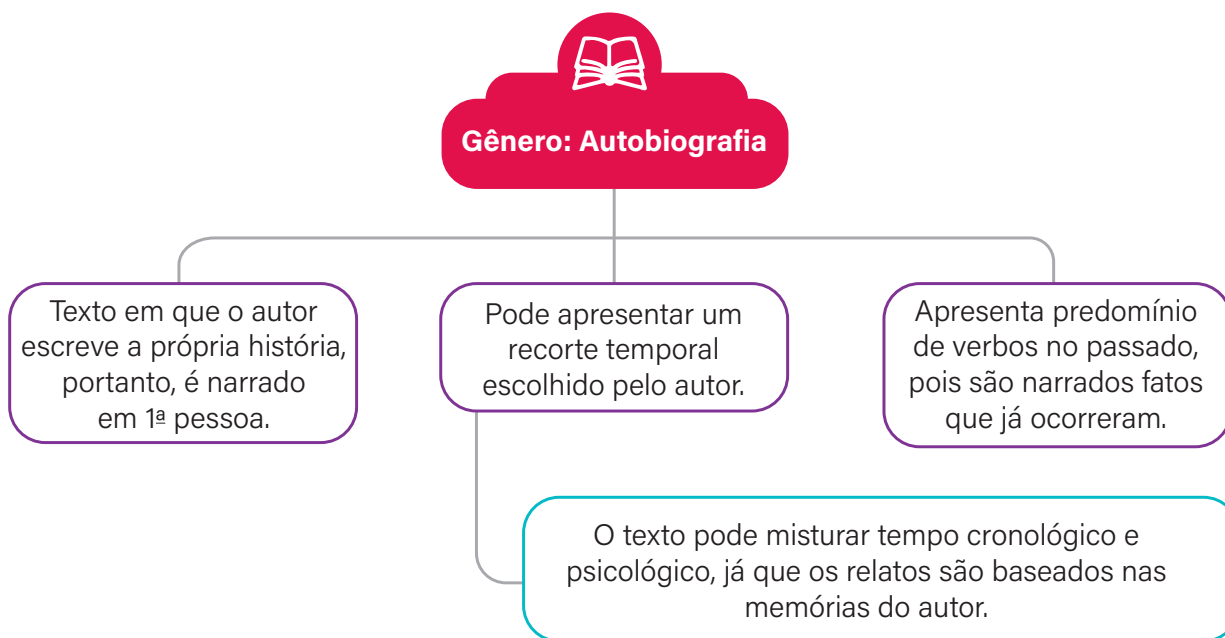 Gênero: Autobiografia
Texto em que o autor
escreve a própria história,
portanto, é narrado
em 1ª pessoa.
Pode apresentar um
recorte temporal
escolhido pelo autor.
Apresenta predomínio
de verbos no passado,
pois são narrados fatos
que já ocorreram.
O texto pode misturar tempo cronológico e
psicológico, já que os relatos são baseados nas
memórias do autor.